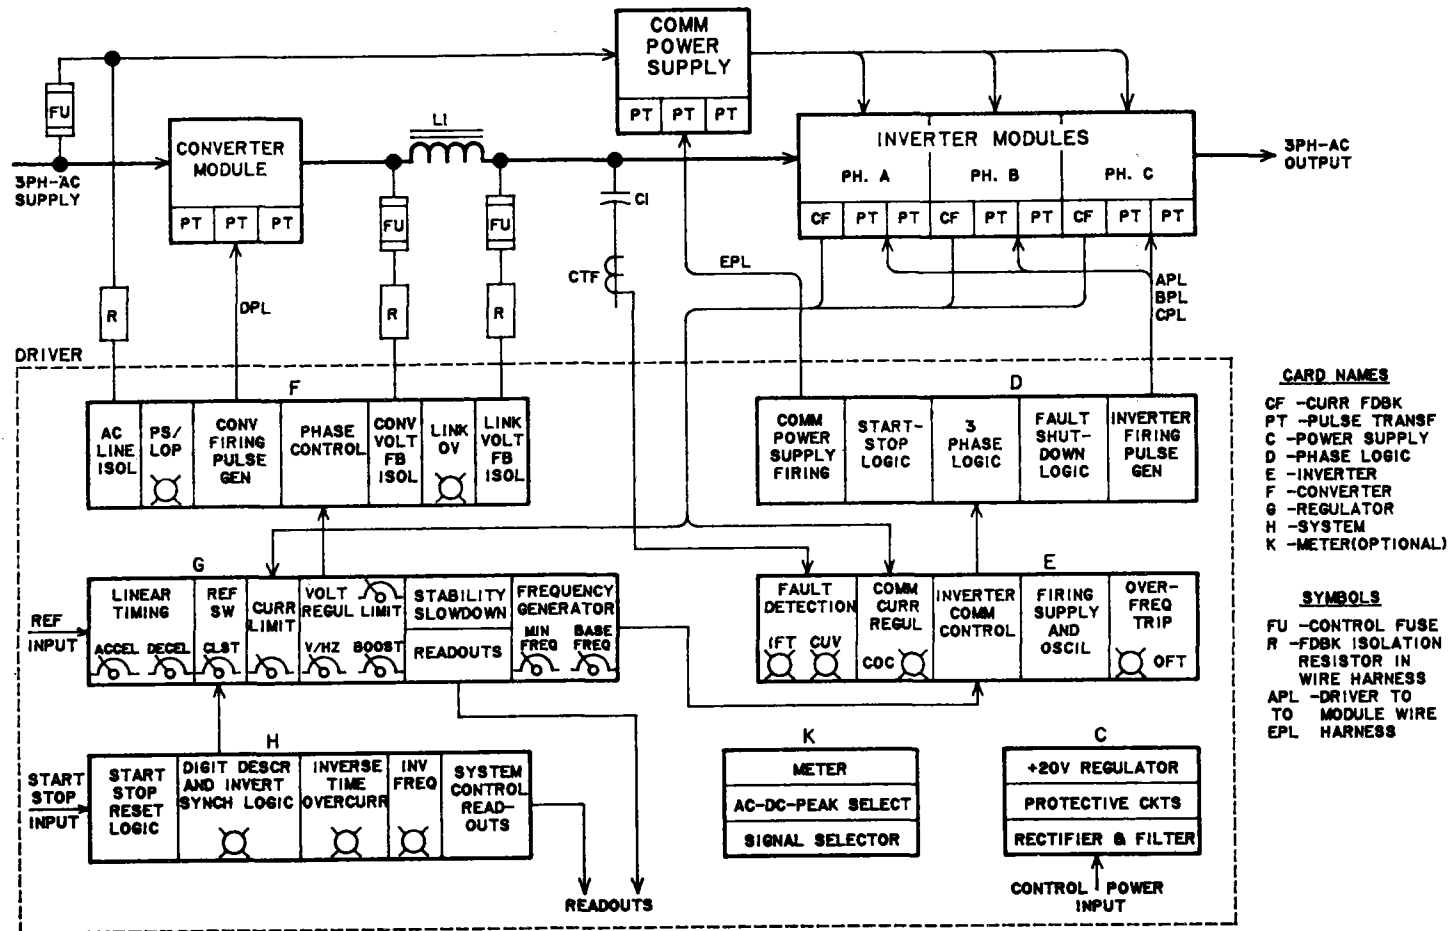 COMM
POWER
SUPPLY
PT PT PT
FU
CONVERTER
MODULE
PT PT PT
3PH-AC
SUPPLY
L1
FU
FU
C1
CTF
INVERTER MODULES
PH. A PH. B PH. C
CF PT PT CF PT PT CF PT PT
3PH-AC
OUTPUT
R
DPL
R
R
EPL
APL
BPL
CPL
DRIVER
F
AC
LINE
ISOL
PS/
LOP
CONV
FIRING
PULSE
GEN
PHASE
CONTROL
CONV
VOLT
FB
ISOL
LINK
OV
LINK
VOLT
FB
ISOL
D
COMM
POWER
SUPPLY
FIRING
START-
STOP
LOGIC
3
PHASE
LOGIC
FAULT
SHUT-
DOWN
LOGIC
INVERTER
FIRING
PULSE
GEN
CARD NAMES
CF -CURR FDBK
PT -PULSE TRANSF
C -POWER SUPPLY
D -PHASE LOGIC
E -INVERTER
F -CONVERTER
G -REGULATOR
H -SYSTEM
K -METER(OPTIONAL)
SYMBOLS
FU -CONTROL FUSE
R -FDBK ISOLATION
RESISTOR IN
WIRE HARNESS
APL -DRIVER TO
TO MODULE WIRE
EPL HARNESS
G
REF
INPUT
LINEAR
TIMING
ACCEL DECEL
REF
SW
CLST
CURR
LIMIT
VOLT
REGUL LIMIT
V/HZ BOOST
STABILITY
SLOWDOWN
READOUTS
FREQUENCY
GENERATOR
MIN
FREQ
BASE
FREQ
E
FAULT
DETECTION
IFT CUV
COMM
CURR
REGUL
COC
INVERTER
COMM
CONTROL
FIRING
SUPPLY
AND
OSCIL
OVER-
FREQ
TRIP
OFT
H
START
STOP
INPUT
START
STOP
RESET
LOGIC
DIGIT DESCR
AND INVERT
SYNCH LOGIC
INVERSE
TIME
OVERCURR
INV
FREQ
SYSTEM
CONTROL
READ-
OUTS
READOUTS
K
METER
AC-DC-PEAK SELECT
SIGNAL SELECTOR
C
+20V REGULATOR
PROTECTIVE CKTS
RECTIFIER & FILTER
CONTROL POWER
INPUT